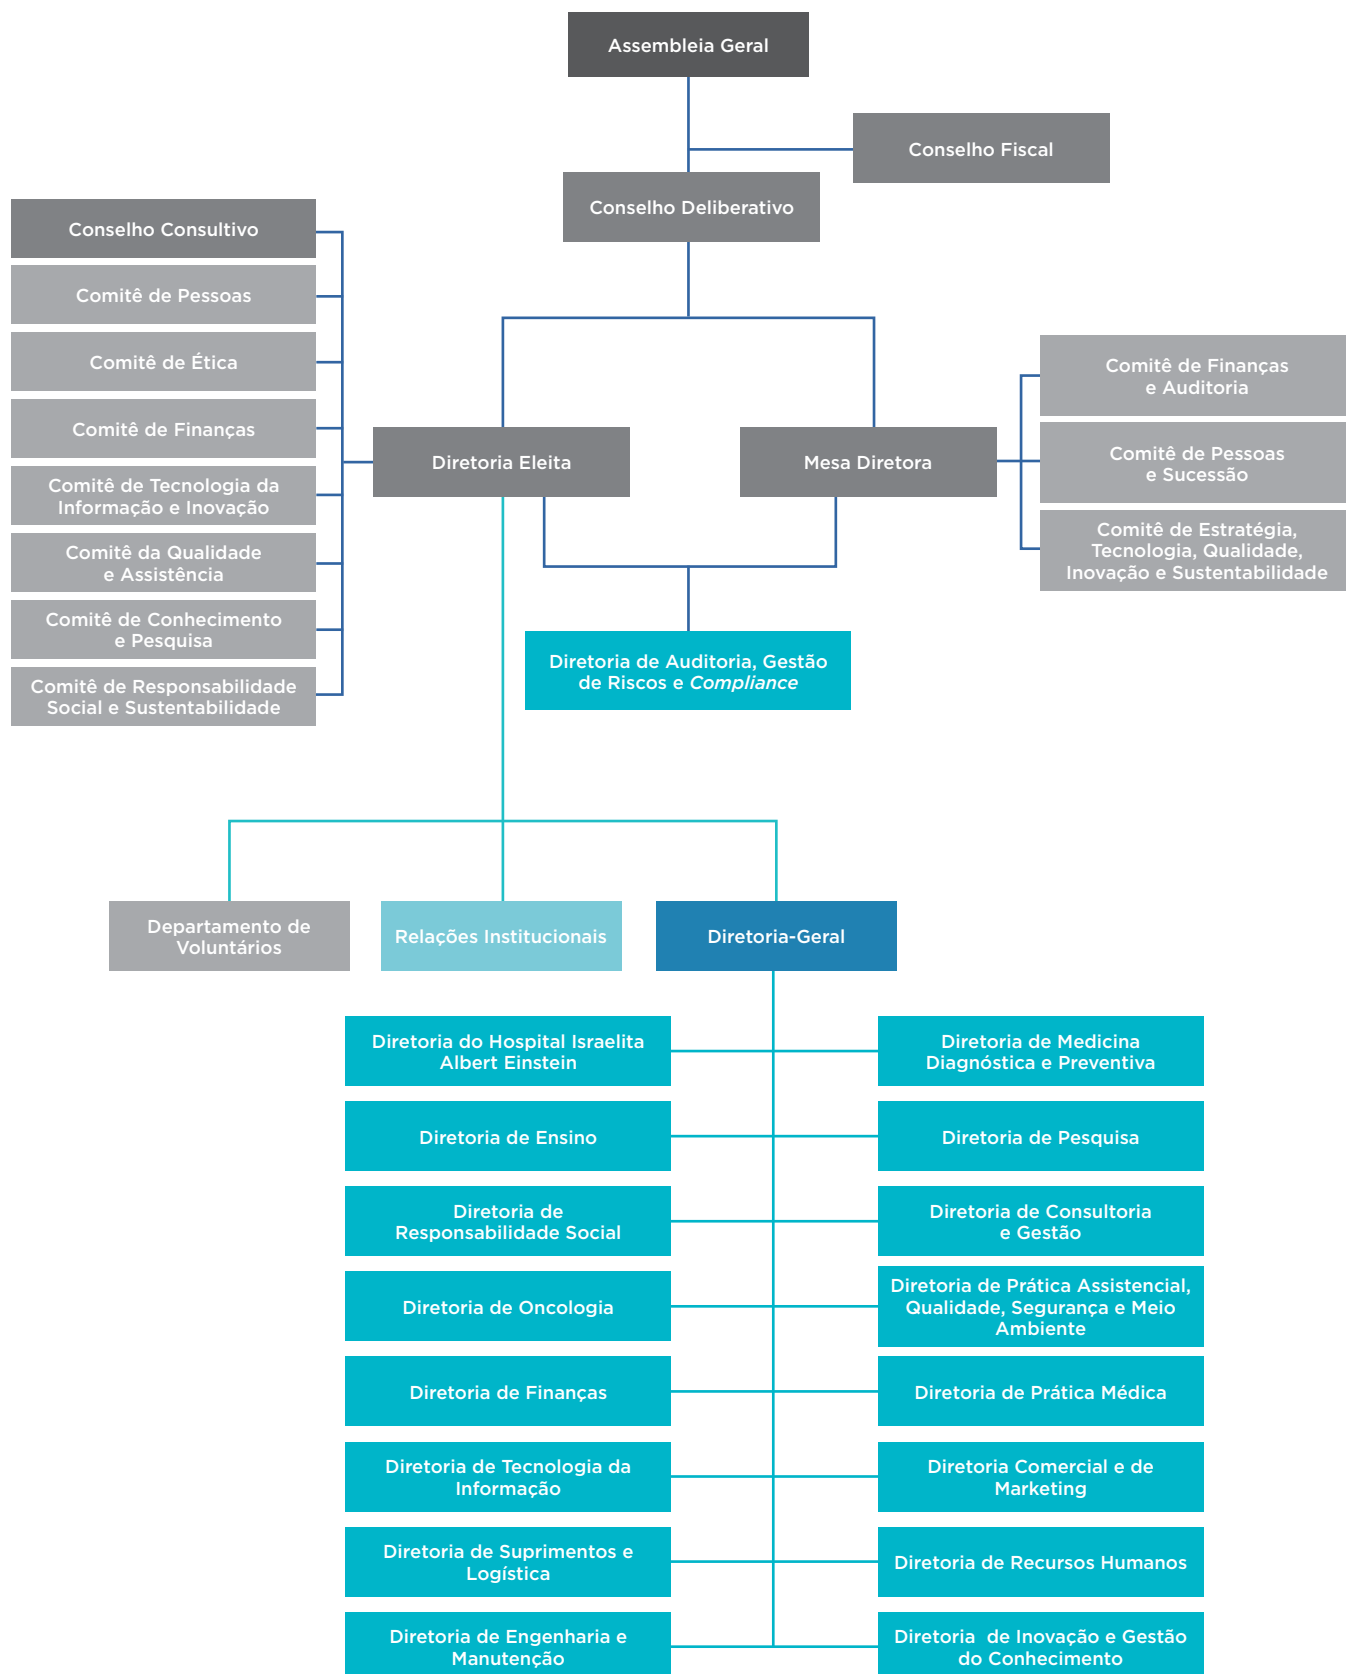 Assembleia Geral
Conselho Fiscal
Conselho Deliberativo
Conselho Consultivo
Comitê de Pessoas
Comitê de Ética
Comitê de Finanças
Comitê de Tecnologia da
Informação e Inovação
Comitê da Qualidade
e Assistência
Comitê de Conhecimento
e Pesquisa
Comitê de Responsabilidade
Social e Sustentabilidade
Diretoria Eleita
Mesa Diretora
Comitê de Finanças
e Auditoria
Comitê de Pessoas
e Sucessão
Comitê de Estratégia,
Tecnologia, Qualidade,
Inovação e Sustentabilidade
Diretoria de Auditoria, Gestão
de Riscos e Compliance
Departamento de
Voluntários
Relações Institucionais
Diretoria-Geral
Diretoria do Hospital Israelita
Albert Einstein
Diretoria de Medicina
Diagnóstica e Preventiva
Diretoria de Ensino
Diretoria de Pesquisa
Diretoria de
Responsabilidade Social
Diretoria de Consultoria
e Gestão
Diretoria de Oncologia
Diretoria de Prática Assistencial,
Qualidade, Segurança e Meio
Ambiente
Diretoria de Finanças
Diretoria de Prática Médica
Diretoria de Tecnologia da
Informação
Diretoria Comercial e de
Marketing
Diretoria de Suprimentos e
Logística
Diretoria de Recursos Humanos
Diretoria de Engenharia e
Manutenção
Diretoria de Inovação e Gestão
do Conhecimento